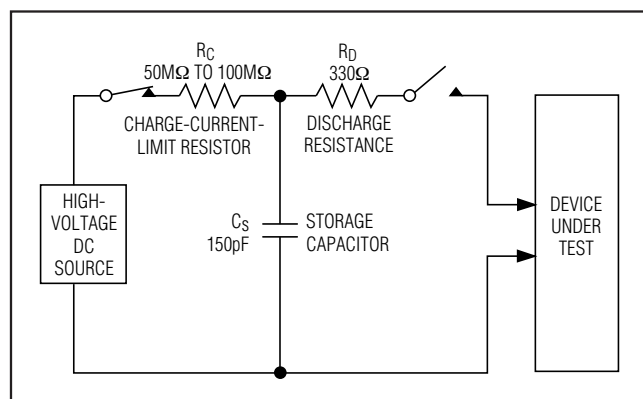 R_C
50MΩ TO 100MΩ
CHARGE-CURRENT-
LIMIT RESISTOR
R_D
330Ω
DISCHARGE
RESISTANCE
HIGH-
VOLTAGE
DC
SOURCE
C_S
150pF
STORAGE
CAPACITOR
DEVICE
UNDER
TEST